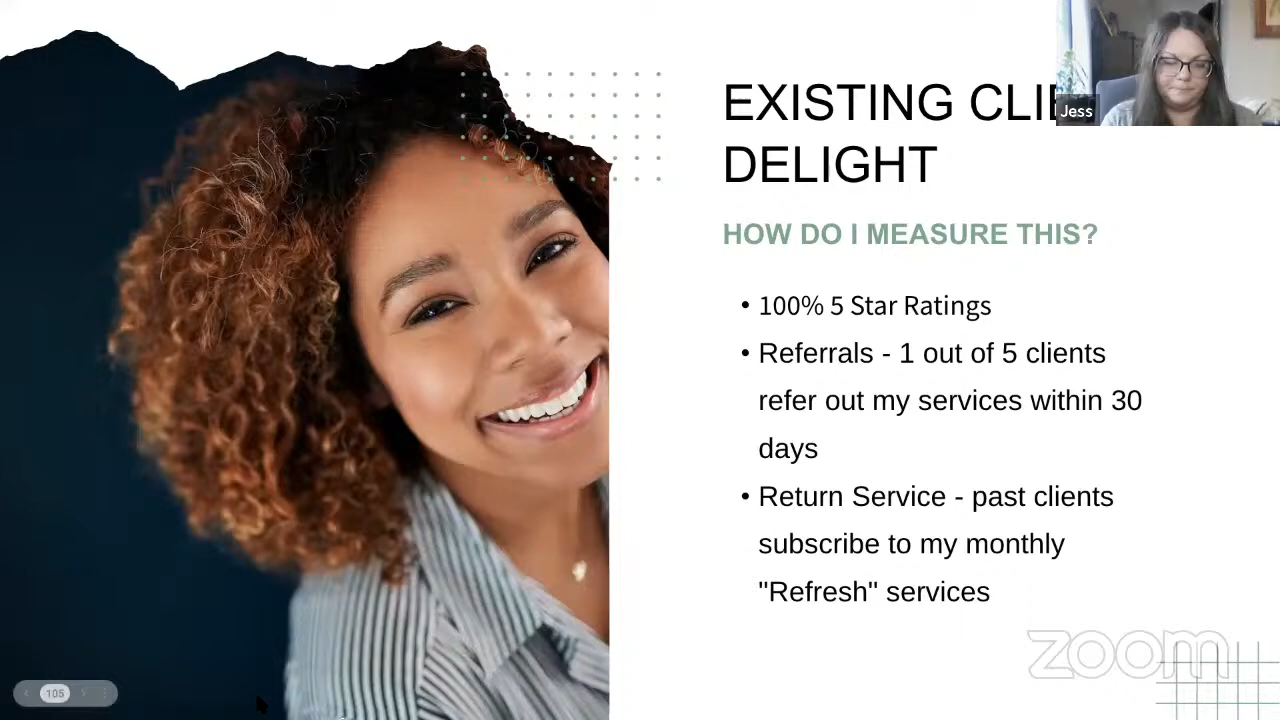 EXISTING CLIE
DELIGHT
Jess
HOW DO I MEASURE THIS?
• 100% 5 Star Ratings
• Referrals - 1 out of 5 clients
refer out my services within 30
days
• Return Service - past clients
subscribe to my monthly
"Refresh" services
zoom
105